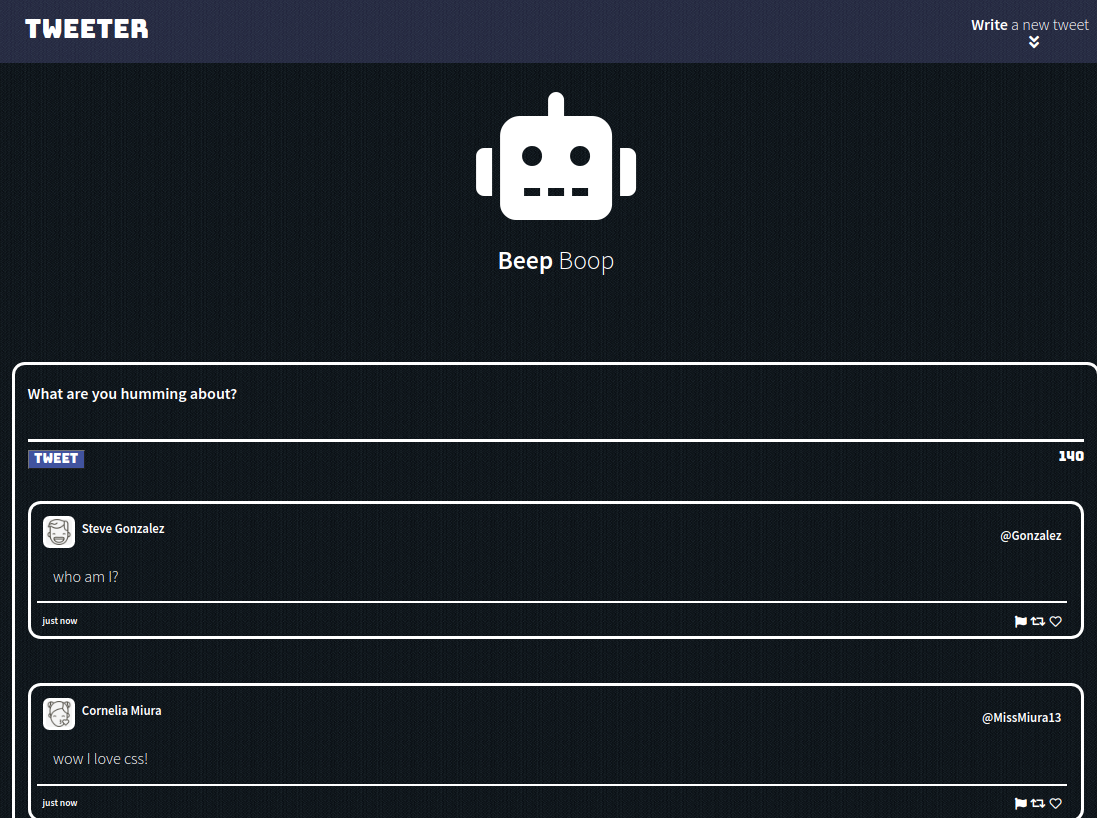 TWEETER
Write a new tweet
Beep Boop
What are you humming about?
TWEET
140
Steve Gonzalez
@Gonzalez
who am I?
just now
Cornelia Miura
@MissMiura13
wow I love css!
just now